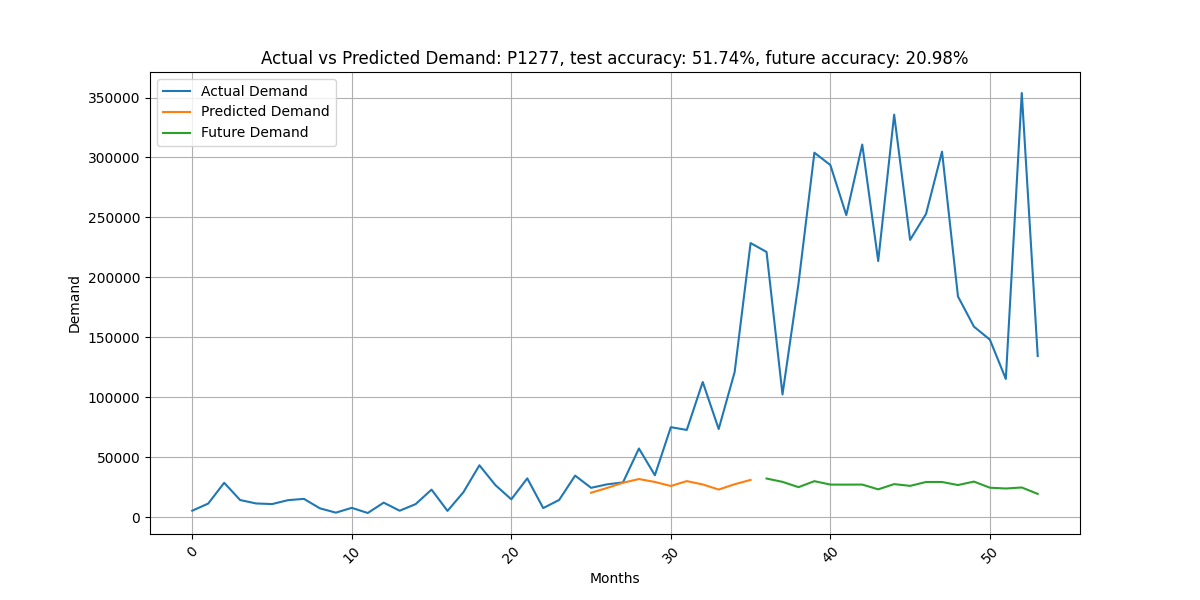 Actual vs Predicted Demand: P1277, test accuracy: 51.74%, future accuracy: 20.98%
Actual Demand
Predicted Demand
Future Demand
350000
300000
250000
200000
150000
100000
50000
0
Demand
0
10
20
30
40
50
Months